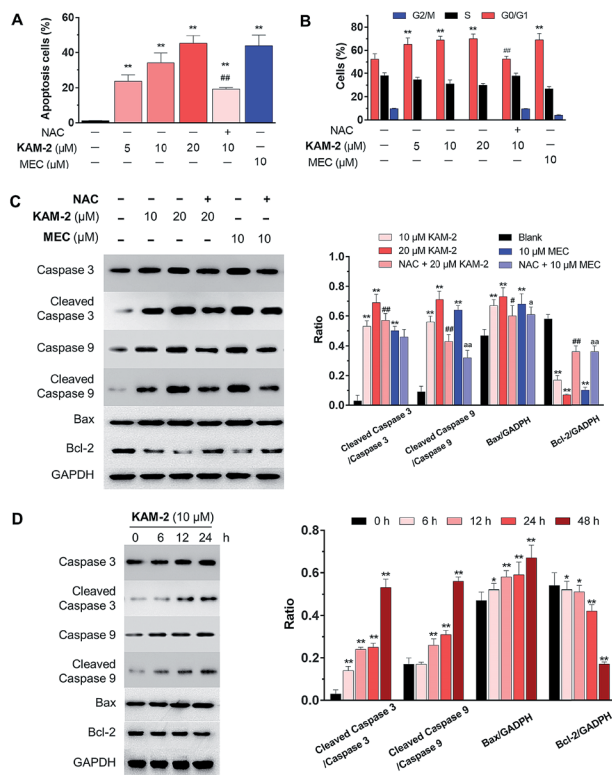 A
Apoptosis cells (%)
60
40
20
0
**
**
**
**
##
**
NAC
– – – – + –
KAM-2 (μM)
– 5 10 20 10 –
MEC (μM)
– – – – – 10
B
G2/M S G0/G1
Cells (%)
80
60
40
20
0
**
**
**
##
**
NAC
– – – – + –
KAM-2 (μM)
– 5 10 20 10 –
MEC (μM)
– – – – – 10
C
NAC
– – – + – +
KAM-2 (μM)
– 10 20 20 – –
MEC (μM)
– – – – 10 10
Caspase 3
Cleaved
Caspase 3
Caspase 9
Cleaved
Caspase 9
Bax
Bcl-2
GAPDH
10 μM KAM-2
20 μM KAM-2
NAC + 20 μM KAM-2
Blank
10 μM MEC
NAC + 10 μM MEC
Ratio
1.0
0.8
0.6
0.4
0.2
0.0
** ** ## **
** ** ## ** aa
** ** # ** a
** ** ## ** aa
Cleaved Caspase 3
/Caspase 3
Cleaved Caspase 9
/Caspase 9
Bax/GADPH
Bcl-2/GADPH
D
KAM-2 (10 μM)
0 6 12 24 h
Caspase 3
Cleaved
Caspase 3
Caspase 9
Cleaved
Caspase 9
Bax
Bcl-2
GAPDH
0 h 6 h 12 h 24 h 48 h
Ratio
0.8
0.6
0.4
0.2
0.0
** ** ** **
** ** **
* ** ** **
* * ** **
Cleaved Caspase 3
/Caspase 3
Cleaved Caspase 9
/Caspase 9
Bax/GADPH
Bcl-2/GADPH